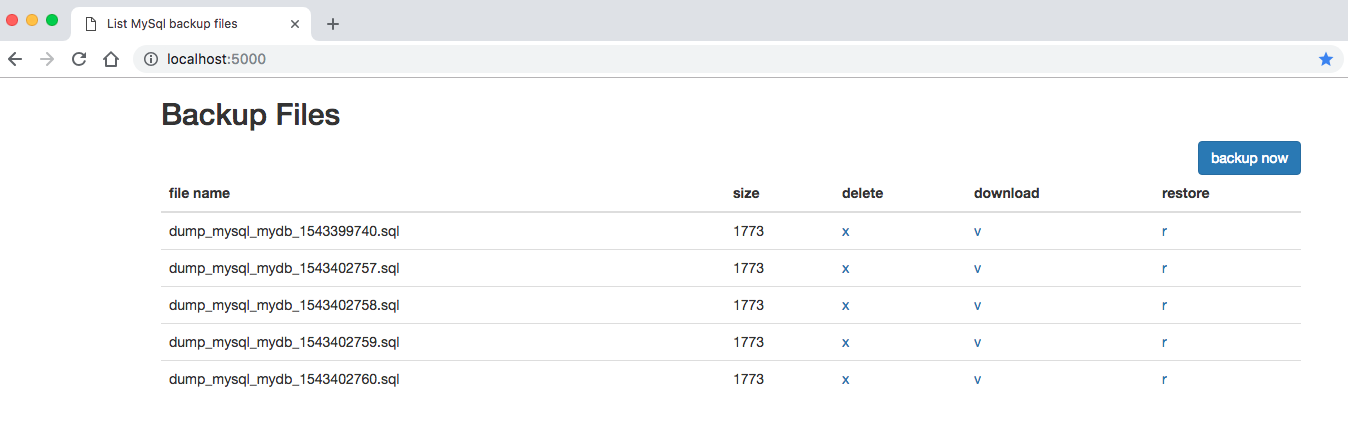 List MySql backup files
localhost:5000
Backup Files
backup now
file name size delete download restore
dump_mysql_mydb_1543399740.sql 1773 x v r
dump_mysql_mydb_1543402757.sql 1773 x v r
dump_mysql_mydb_1543402758.sql 1773 x v r
dump_mysql_mydb_1543402759.sql 1773 x v r
dump_mysql_mydb_1543402760.sql 1773 x v r